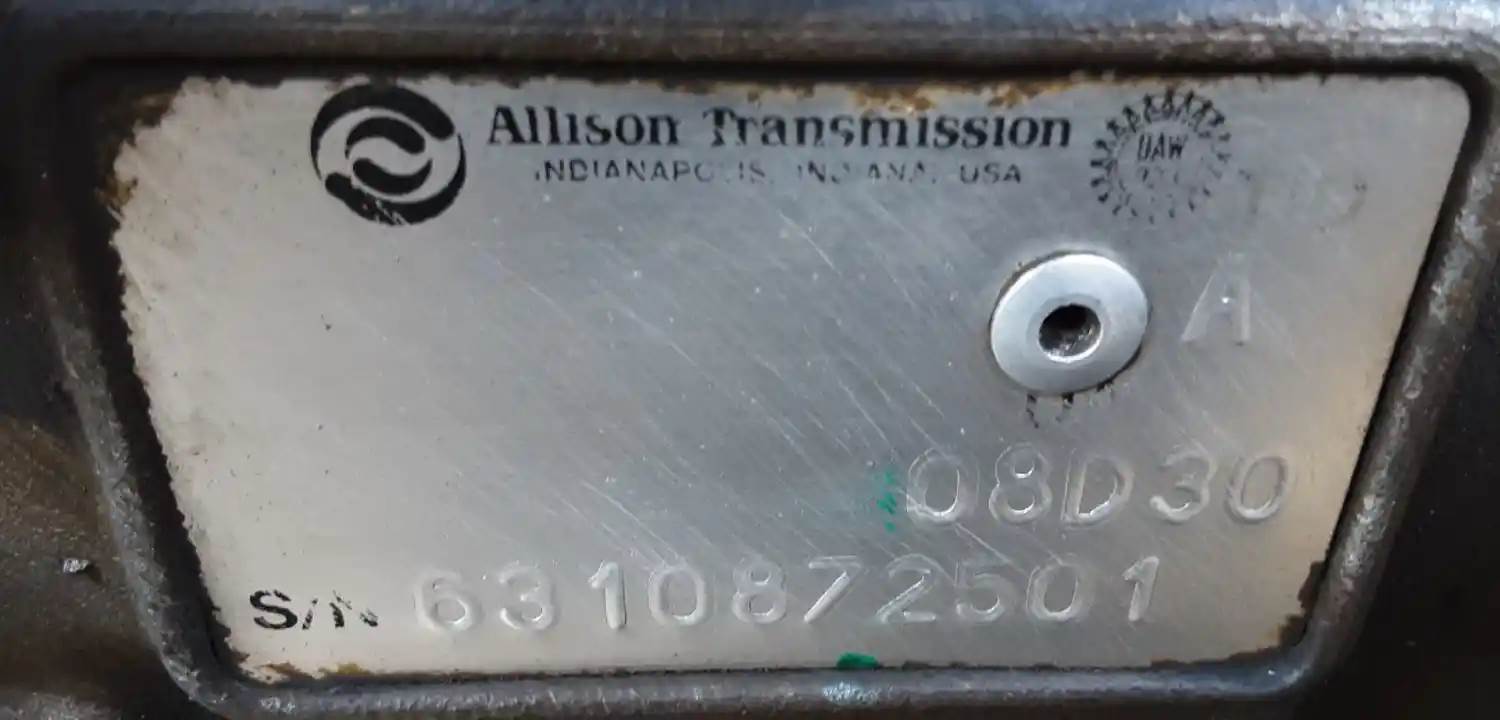 Allison Transmission
INDIANAPOLIS, INDIANA, USA
UAW
A
08D30
S/N 6310872501